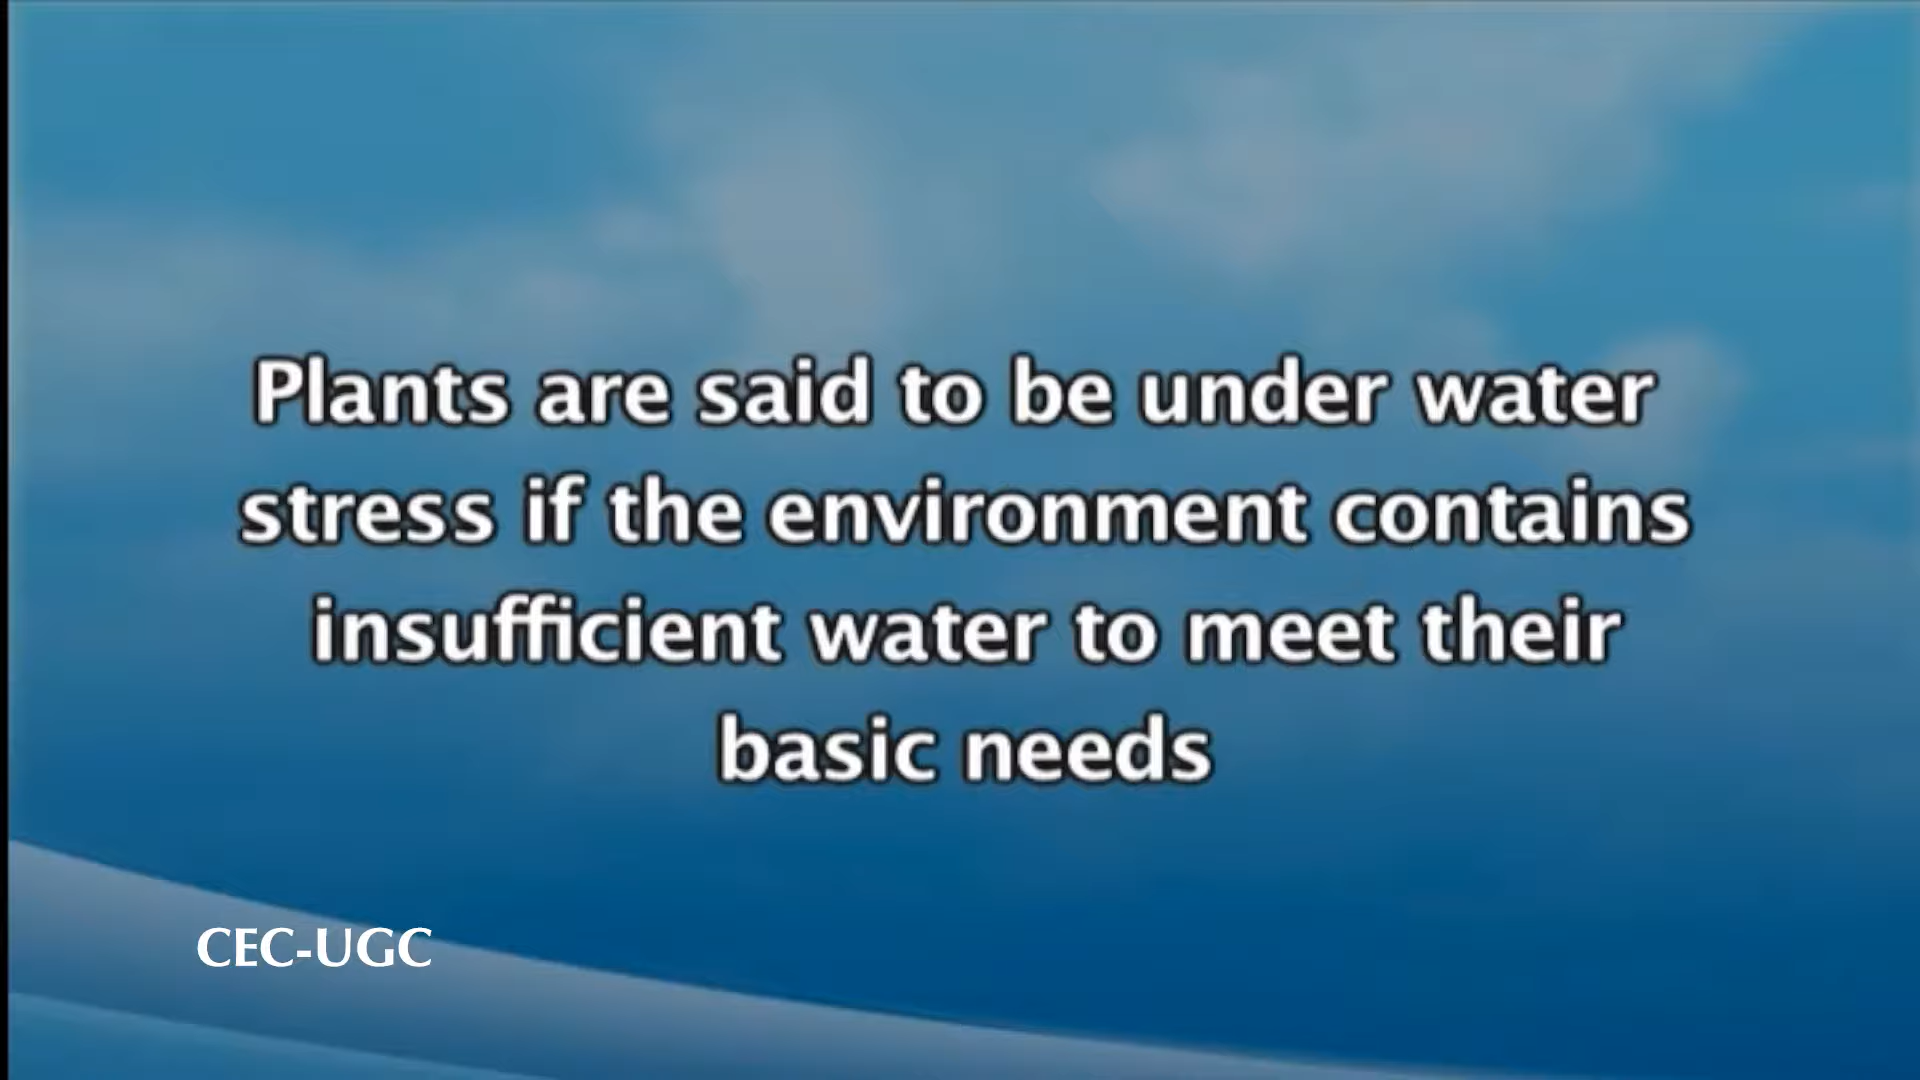 Plants are said to be under water
stress if the environment contains
insufficient water to meet their
basic needs
CEC-UGC